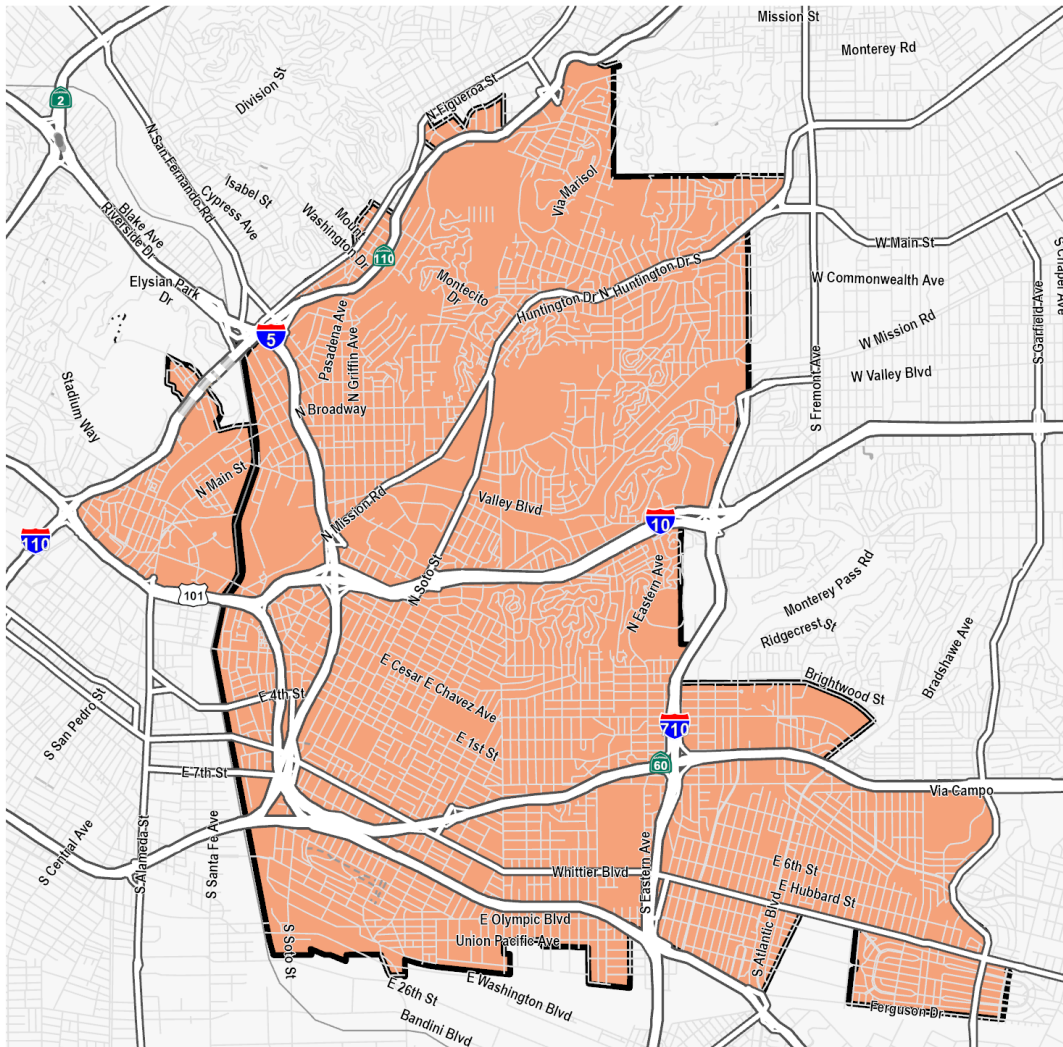 Mission St
Monterey Rd
Division St
2
N Figueroa St
N San Fernando Rd
Isabel St
Cypress Ave
Via Marisol
Blake Ave
Riverside Dr
Mount
Washington Dr
110
W Main St
S Chapel Ave
Elysian Park
Dr
Montecito
Dr
Huntington Dr N
Huntington Dr S
W Commonwealth Ave
S Garfield Ave
5
Pasadena Ave
N Griffin Ave
W Mission Rd
S Fremont Ave
W Valley Blvd
Stadium Way
N Broadway
N Main St
N Mission Rd
Valley Blvd
10
110
N Soto St
N Eastern Ave
Monterey Pass Rd
101
Ridgecrest St
Bradshawe Ave
E Cesar E Chavez Ave
Brightwood St
S San Pedro St
E 4th St
E 1st St
710
60
E 7th St
Via Campo
S Central Ave
S Alameda St
S Santa Fe Ave
Whittier Blvd
S Eastern Ave
E 6th St
E Hubbard St
S Atlantic Blvd
E Olympic Blvd
Union Pacific Ave
S Soto St
E 26th St
E Washington Blvd
Bandini Blvd
Ferguson Dr